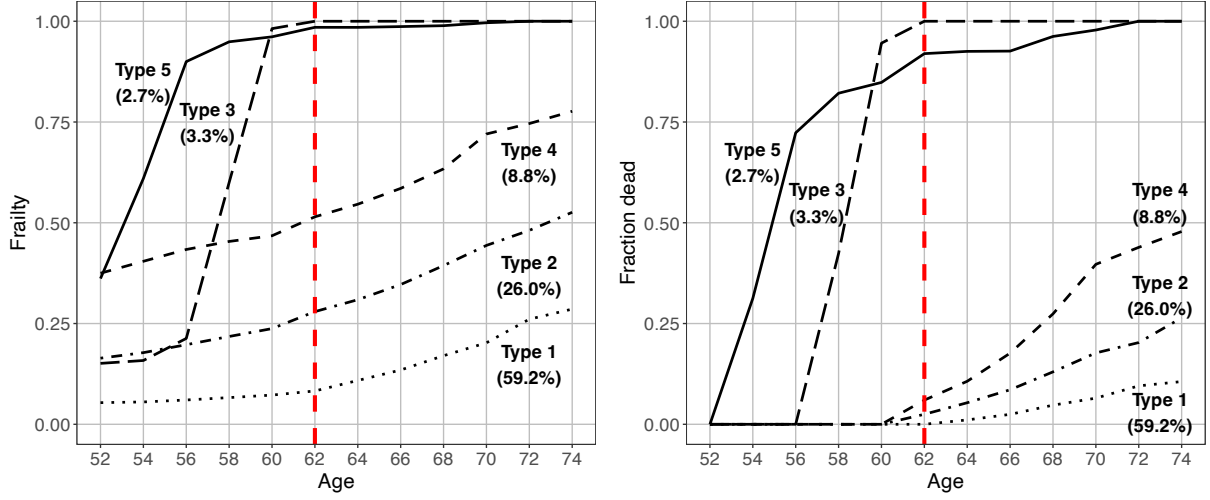 1.00
0.75
0.50
0.25
0.00
Frailty
Type 5
(2.7%)
Type 3
(3.3%)
Type 4
(8.8%)
Type 2
(26.0%)
Type 1
(59.2%)
52 54 56 58 60 62 64 66 68 70 72 74
Age
1.00
0.75
0.50
0.25
0.00
Fraction dead
Type 5
(2.7%)
Type 3
(3.3%)
Type 4
(8.8%)
Type 2
(26.0%)
Type 1
(59.2%)
52 54 56 58 60 62 64 66 68 70 72 74
Age